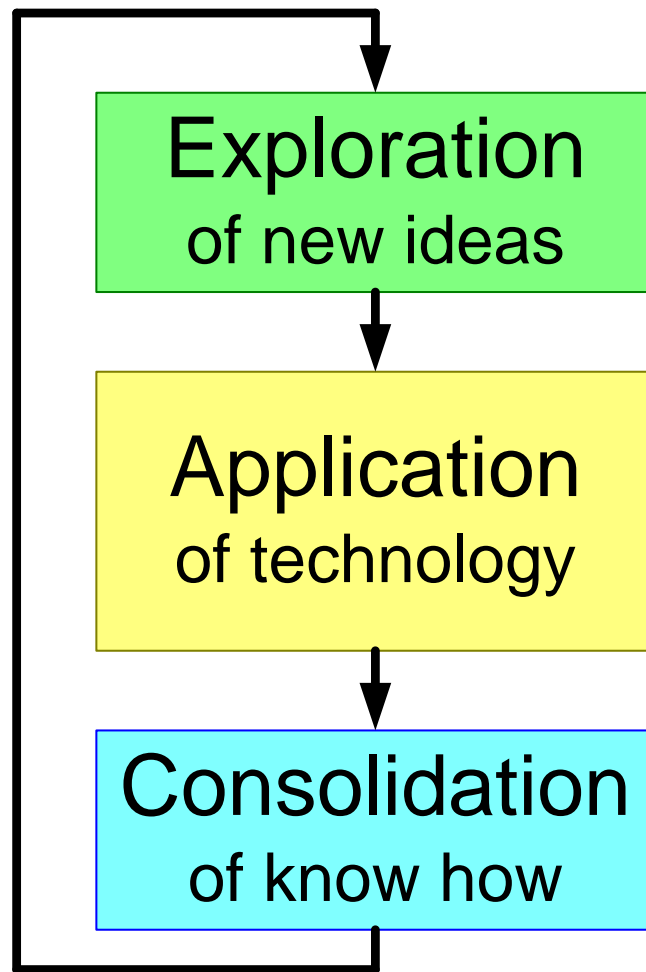 Exploration
of new ideas
Application
of technology
Consolidation
of know how